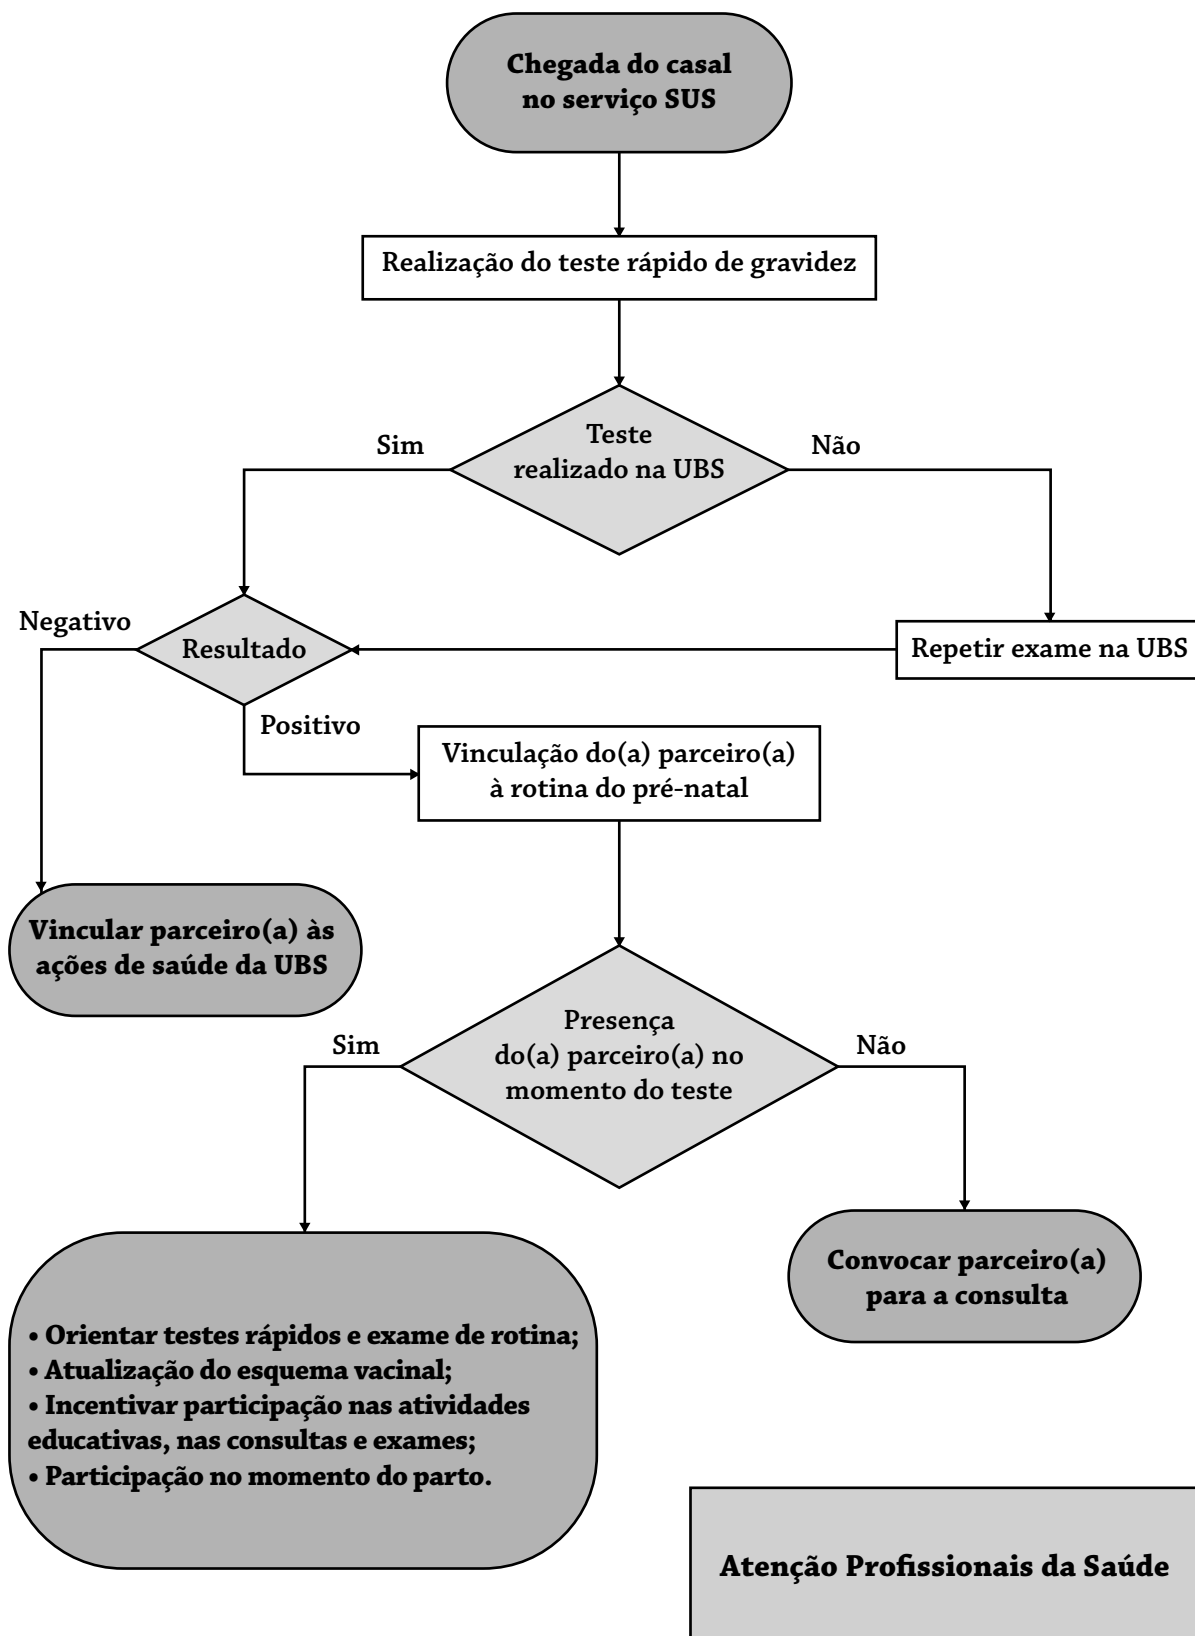 Chegada do casal
no serviço SUS
Realização do teste rápido de gravidez
Teste
realizado na UBS
Sim
Não
Negativo
Resultado
Repetir exame na UBS
Positivo
Vinculação do(a) parceiro(a)
à rotina do pré-natal
Vincular parceiro(a) às
ações de saúde da UBS
Presença
do(a) parceiro(a) no
momento do teste
Sim
Não
Convocar parceiro(a)
para a consulta
• Orientar testes rápidos e exame de rotina;
• Atualização do esquema vacinal;
• Incentivar participação nas atividades
educativas, nas consultas e exames;
• Participação no momento do parto.
Atenção Profissionais da Saúde